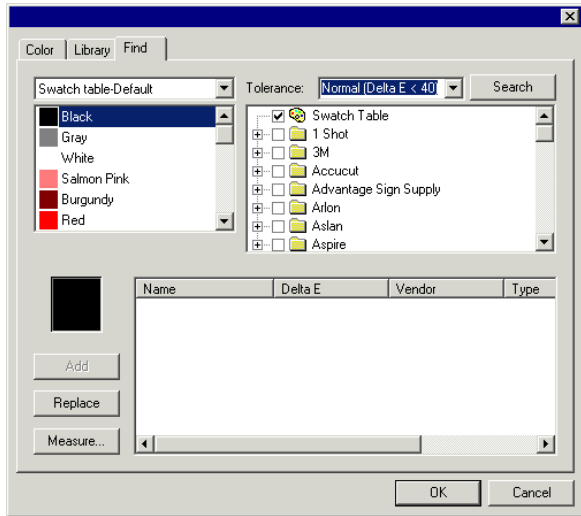 Color Library Find
Swatch table-Default Tolerance: Normal (Delta E < 40) Search
Black
Gray
White
Salmon Pink
Burgundy
Red
Swatch Table
1 Shot
3M
Accucut
Advantage Sign Supply
Arlon
Aslan
Aspire
Name Delta E Vendor Type
Add
Replace
Measure...
OK Cancel